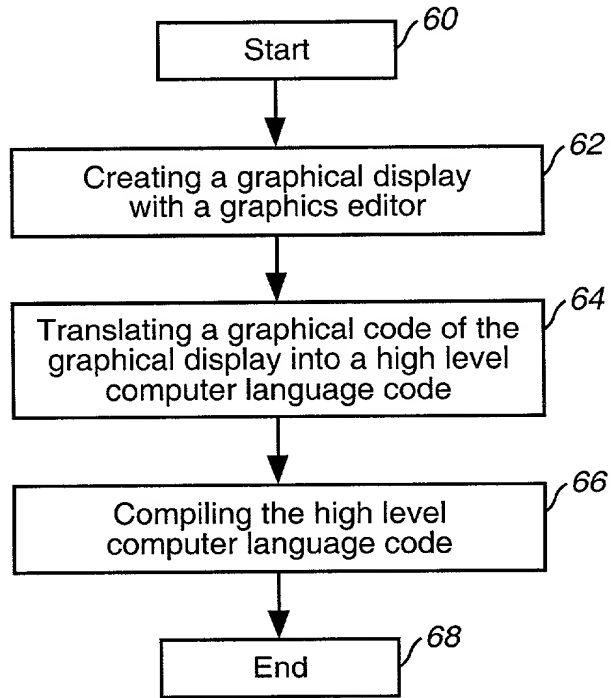 60
Start
62
Creating a graphical display
with a graphics editor
64
Translating a graphical code of the
graphical display into a high level
computer language code
66
Compiling the high level
computer language code
68
End